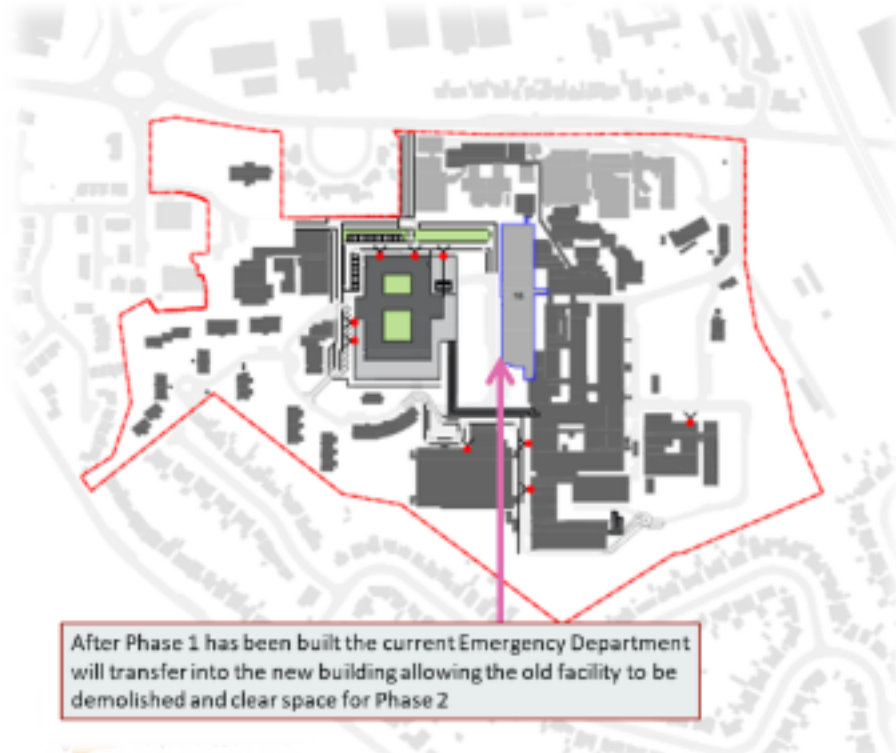 After Phase 1 has been built the current Emergency Department
will transfer into the new building allowing the old facility to be
demolished and clear space for Phase 2